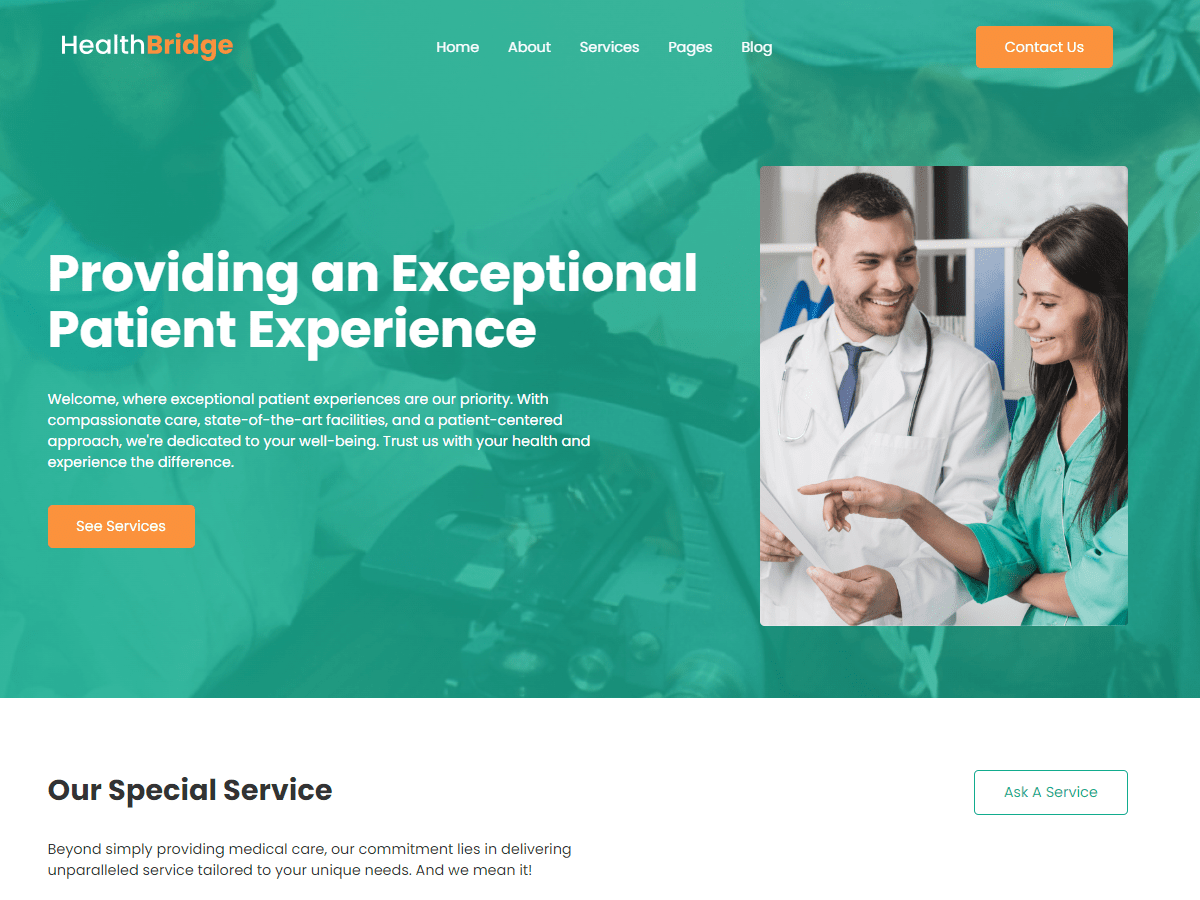 HealthBridge
Home
About
Services
Pages
Blog
Contact Us
Providing an Exceptional
Patient Experience
Welcome, where exceptional patient experiences are our priority. With
compassionate care, state-of-the-art facilities, and a patient-centered
approach, we're dedicated to your well-being. Trust us with your health and
experience the difference.
See Services
Our Special Service
Ask A Service
Beyond simply providing medical care, our commitment lies in delivering
unparalleled service tailored to your unique needs. And we mean it!